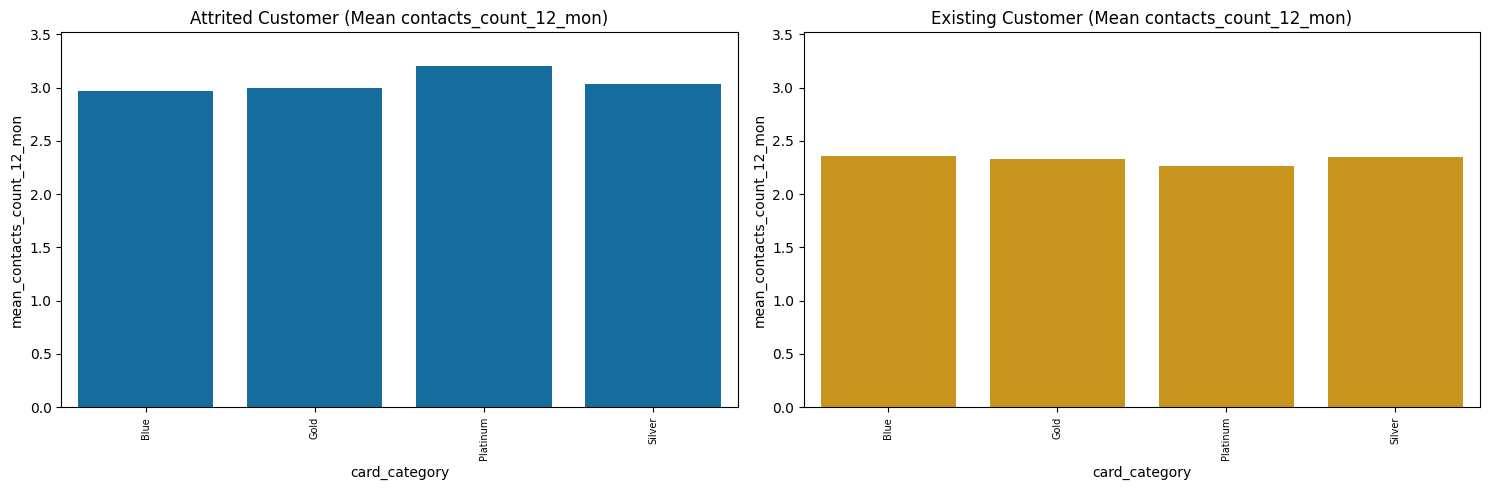 Attrited Customer (Mean contacts_count_12_mon)
mean_contacts_count_12_mon
3.5
3.0
2.5
2.0
1.5
1.0
0.5
0.0
Blue
Gold
Platinum
Silver
card_category
Existing Customer (Mean contacts_count_12_mon)
mean_contacts_count_12_mon
3.5
3.0
2.5
2.0
1.5
1.0
0.5
0.0
Blue
Gold
Platinum
Silver
card_category